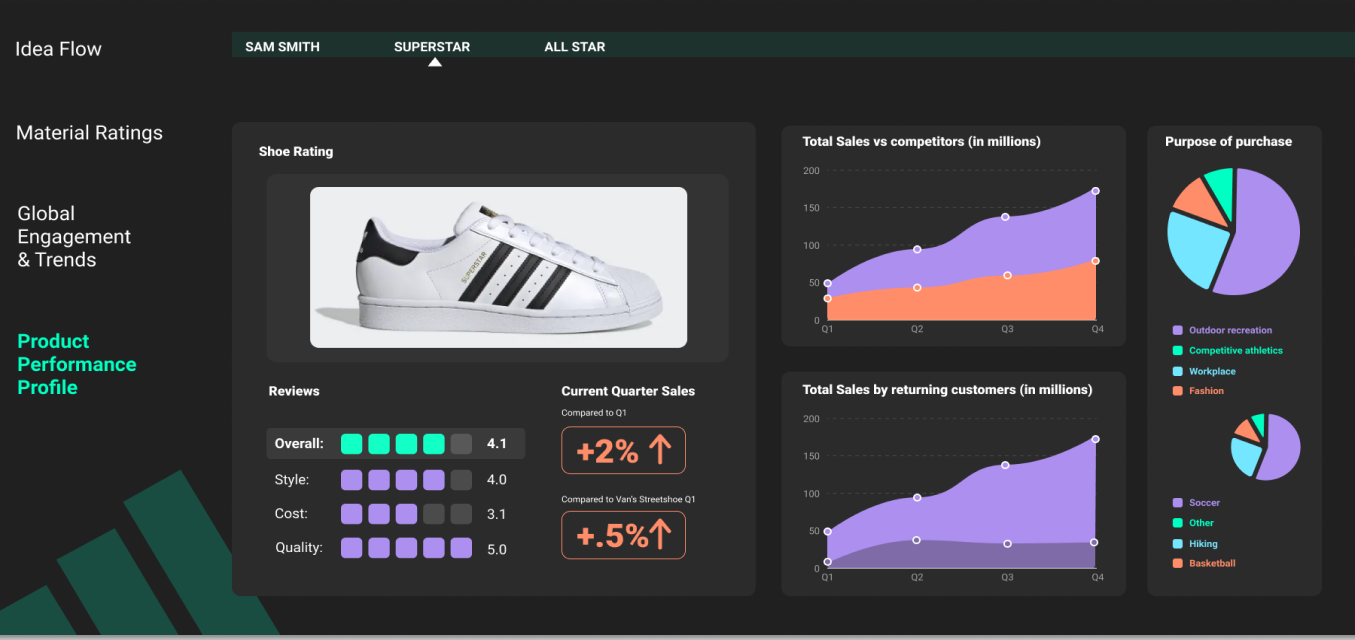 Idea Flow
SAM SMITH
SUPERSTAR
ALL STAR
Material Ratings
Global
Engagement
& Trends
Product
Performance
Profile
Shoe Rating
SUPERSTAR
Reviews
Overall:
4.1
Style:
4.0
Cost:
3.1
Quality:
5.0
Current Quarter Sales
Compared to Q1
+2%
Compared to Van's Streetshoe Q1
+.5%
Total Sales vs competitors (in millions)
200
150
100
50
0
Q1
Q2
Q3
Q4
Total Sales by returning customers (in millions)
200
150
100
50
0
Q1
Q2
Q3
Q4
Purpose of purchase
Outdoor recreation
Competitive athletics
Workplace
Fashion
Soccer
Other
Hiking
Basketball